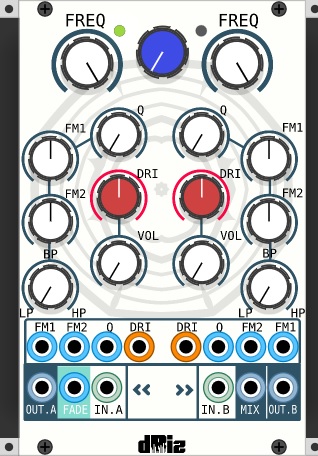 FREQ FREQ
Q Q
FM1 FM1
DRI DRI
FM2 FM2
VOL VOL
BP BP
LP HP LP HP
FM1 FM2 Q DRI DRI Q FM2 FM1
OUT.A FADE IN.A << >> IN.B MIX OUT.B
dRiz